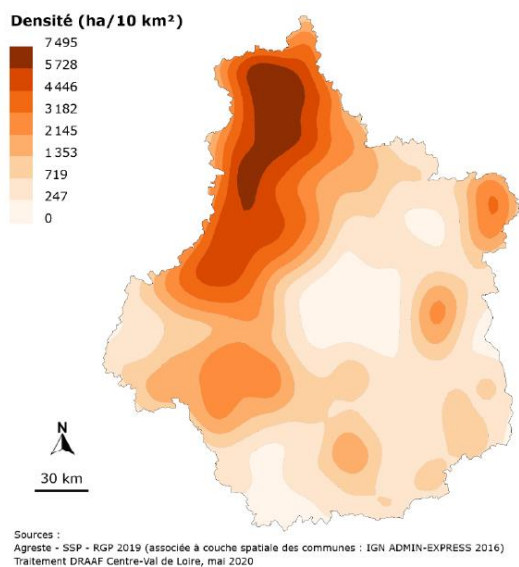 Densité (ha/10 km²)
7 495
5 728
4 446
3 182
2 145
1 353
719
247
0
N
30 km
Sources :
Agreste - SSP - RGP 2019 (associée à couche spatiale des communes : IGN ADMIN-EXPRESS 2016)
Traitement DRAAF Centre-Val de Loire, mai 2020